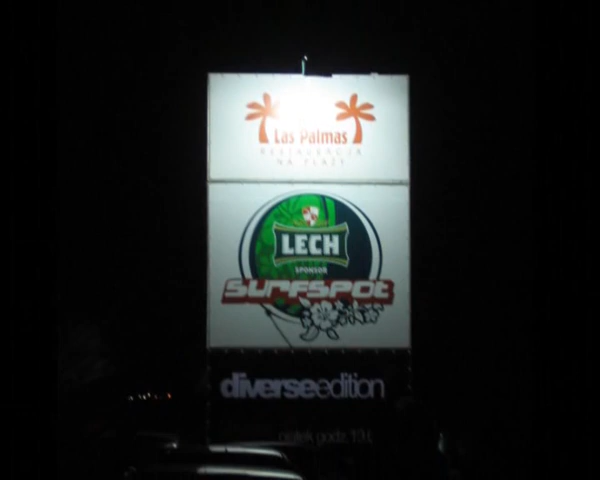 Las Palmas
RESTAURACJA
NA PLAŻY
LECH
SPONSOR
SURFSPOT
diverseedition